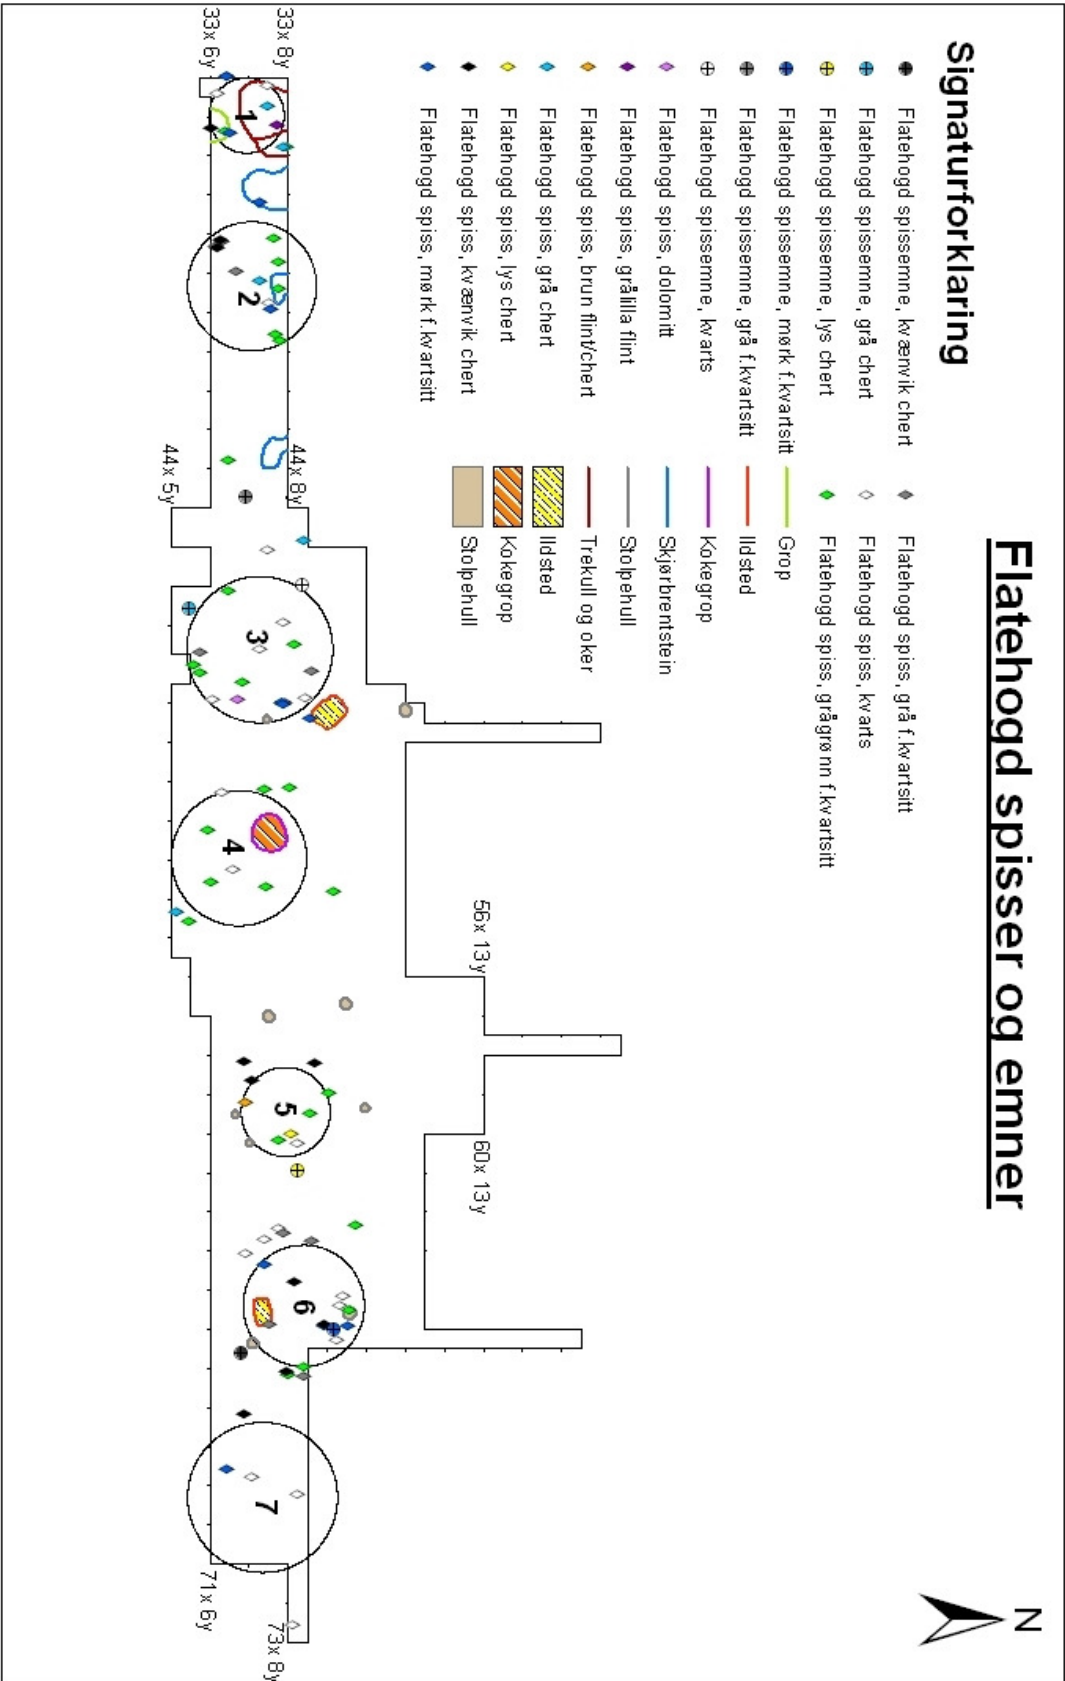 Flatehogd spisser og emner
N
Signaturforklaring
Flatehogd spissemne, kvænvik chert
Flatehogd spissemne, grå chert
Flatehogd spissemne, lys chert
Flatehogd spissemne, mørk f.kvartsitt
Flatehogd spissemne, grå f.kvartsitt
Flatehogd spissemne, kvarts
Flatehogd spiss, dolomitt
Flatehogd spiss, grålilla flint
Flatehogd spiss, brun flint/chert
Flatehogd spiss, grå chert
Flatehogd spiss, lys chert
Flatehogd spiss, kvænvik chert
Flatehogd spiss, mørk f.kvartsitt
Flatehogd spiss, grå f.kvartsitt
Flatehogd spiss, kvarts
Flatehogd spiss, grågrønn f.kvartsitt
Grop
Ildsted
Kokegrop
Skjørbrentstein
Stolpehull
Trekull og oker
Ildsted
Kokegrop
Stolpehull
56x 13y
60x 13y
33x 8y
33x 6y
44x 8y
44x 5y
1
2
3
4
5
6
7
71x 6y
73x 8y